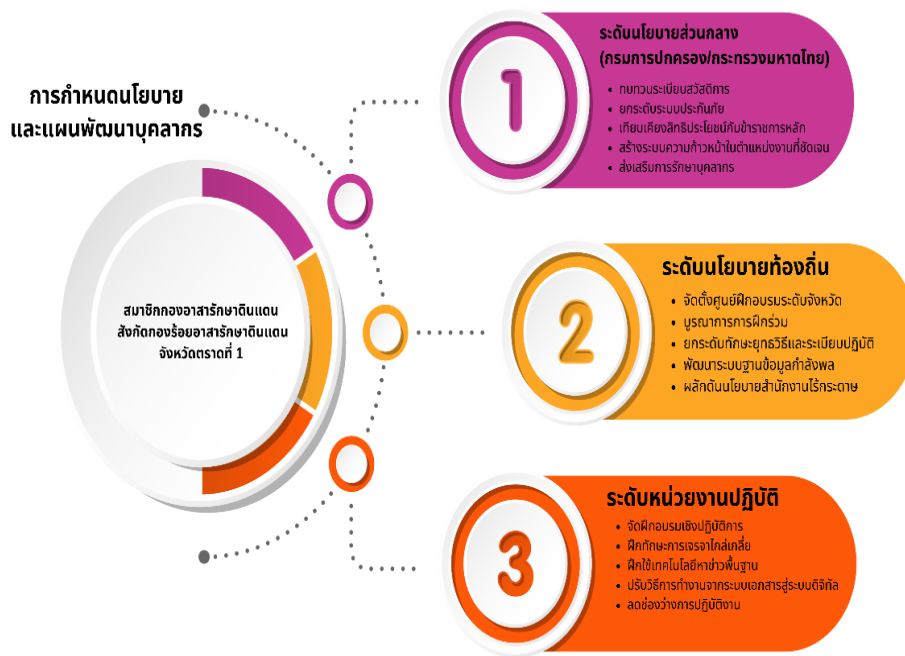 การกำหนดนโยบาย
และแผนพัฒนาบุคลากร
สมาชิกกองอาสารักษาดินแดน
สังกัดกองร้อยอาสารักษาดินแดน
จังหวัดตราดที่ 1
1
ระดับนโยบายส่วนกลาง
(กรมการปกครอง/กระทรวงมหาดไทย)
• ทบทวนระเบียบสวัสดิการ
• ยกระดับระบบประกันภัย
• เทียบเคียงสิทธิประโยชน์กับข้าราชการหลัก
• สร้างระบบความก้าวหน้าในตำแหน่งงานที่ชัดเจน
• ส่งเสริมการรักษาบุคลากร
2
ระดับนโยบายท้องถิ่น
• จัดตั้งศูนย์ฝึกอบรมระดับจังหวัด
• บูรณาการการฝึกร่วม
• ยกระดับทักษะยุทธวิธีและระเบียบปฏิบัติ
• พัฒนาระบบฐานข้อมูลกำลังพล
• ผลักดันนโยบายสำนักงานไร้กระดาษ
3
ระดับหน่วยงานปฏิบัติ
• จัดฝึกอบรมเชิงปฏิบัติการ
• ฝึกทักษะการเจรจาไกล่เกลี่ย
• ฝึกใช้เทคโนโลยีหาข่าวพื้นฐาน
• ปรับวิธีการทำงานจากระบบเอกสารสู่ระบบดิจิทัล
• ลดช่องว่างการปฏิบัติงาน